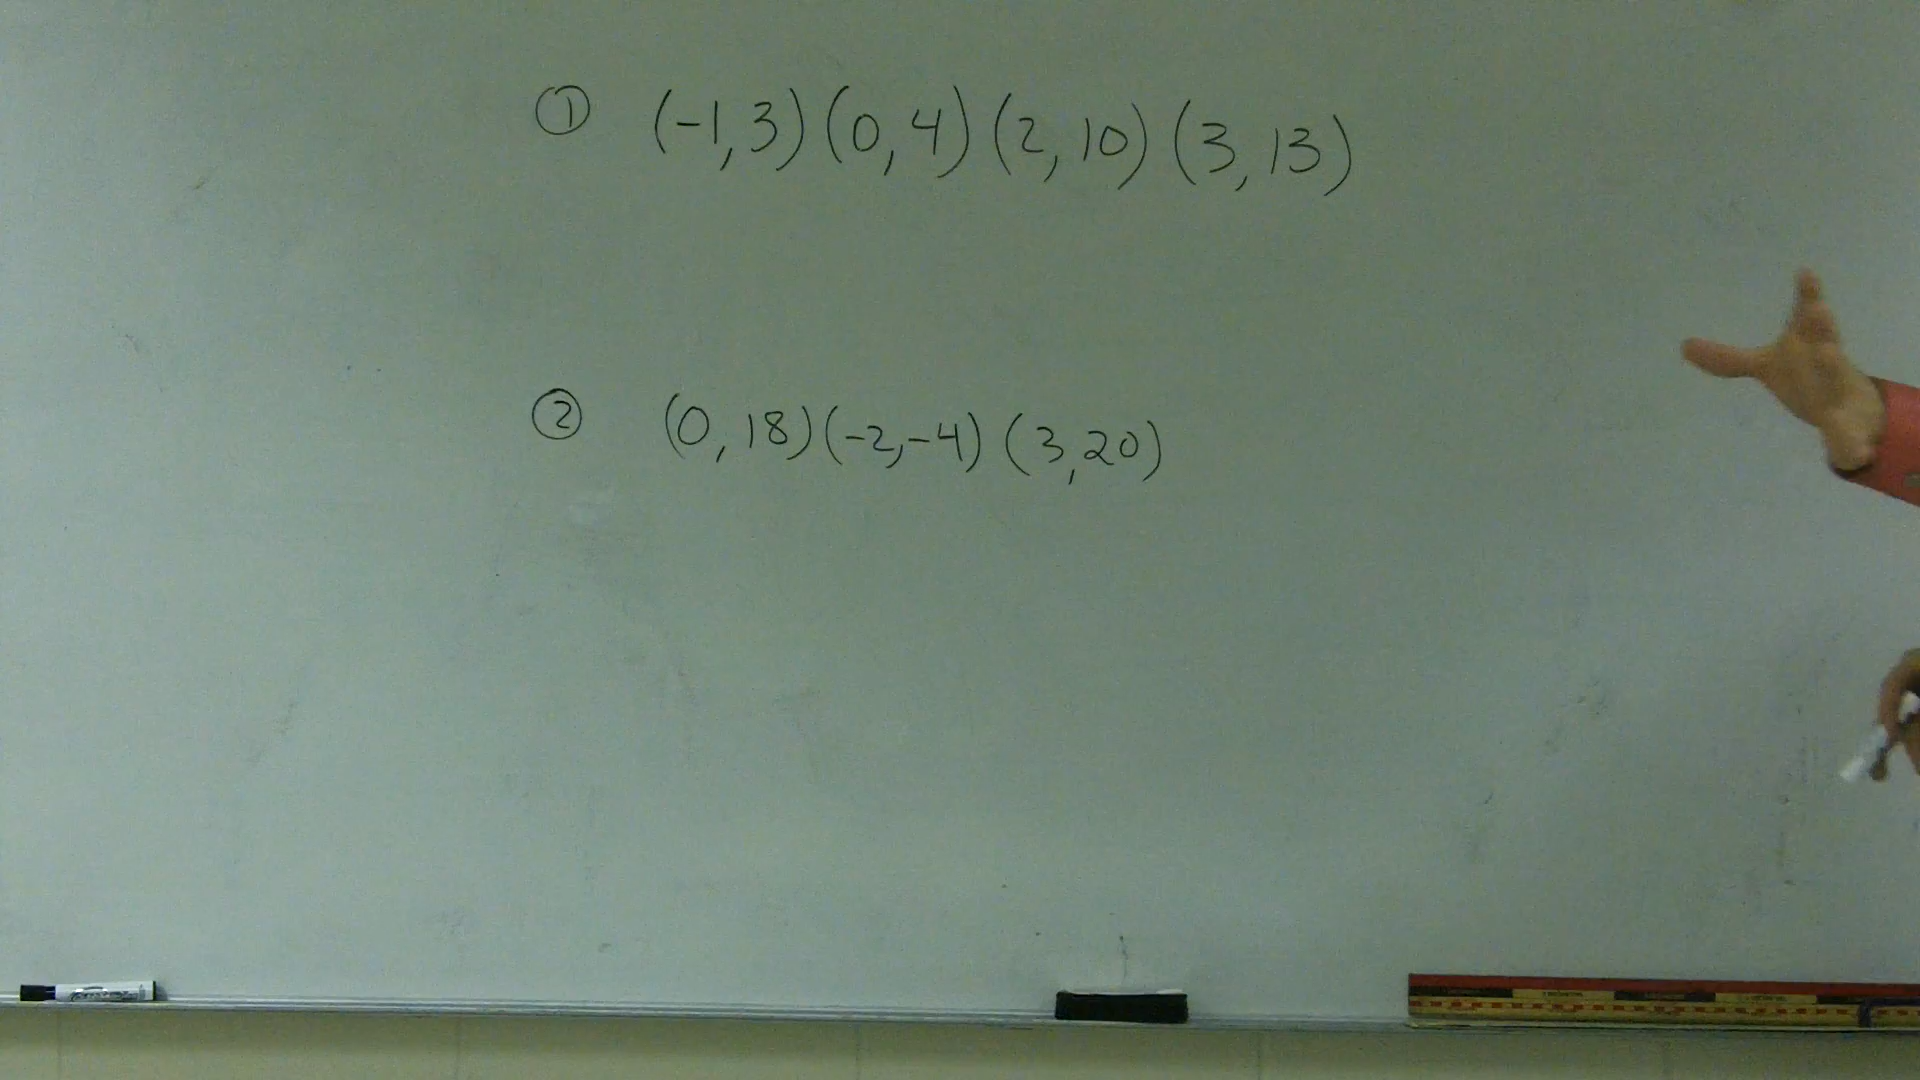 ① (-1,3) (0,4) (2,10) (3,13)
② (0,18) (-2,-4) (3,20)